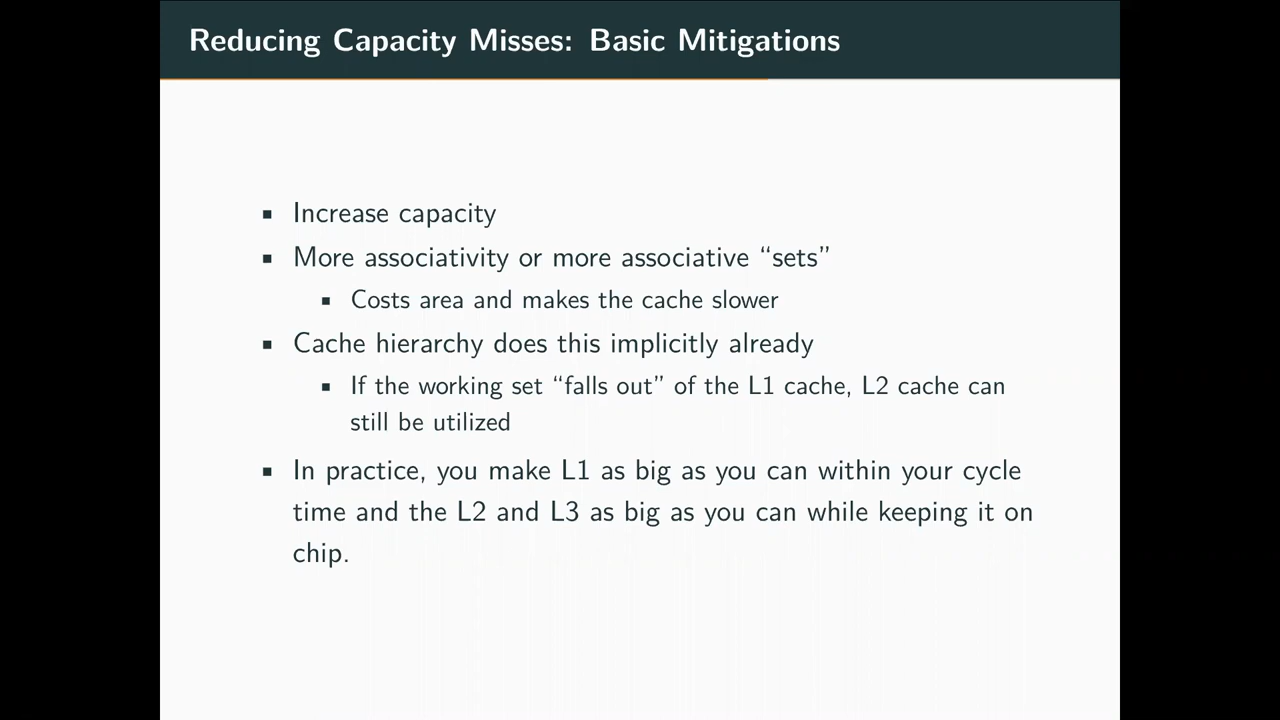 Reducing Capacity Misses: Basic Mitigations
▪ Increase capacity
▪ More associativity or more associative “sets”
▪ Costs area and makes the cache slower
▪ Cache hierarchy does this implicitly already
▪ If the working set “falls out” of the L1 cache, L2 cache can
still be utilized
▪ In practice, you make L1 as big as you can within your cycle
time and the L2 and L3 as big as you can while keeping it on
chip.